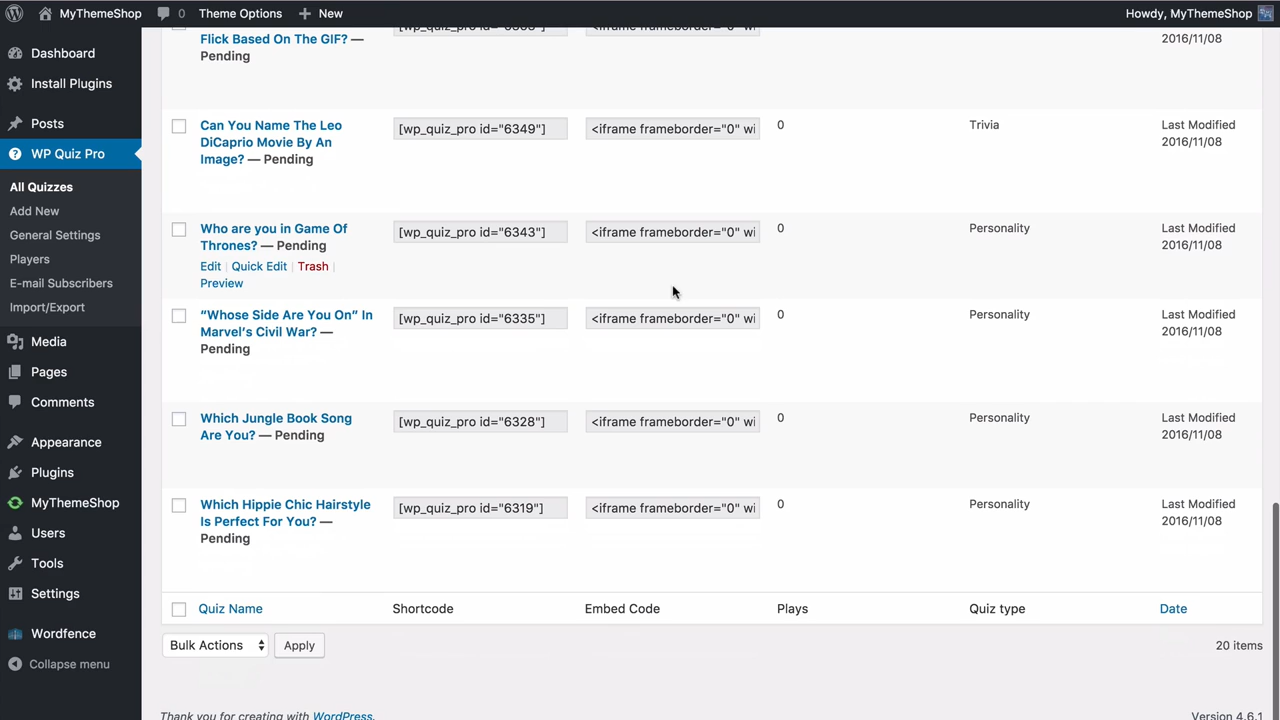 MyThemeShop 0 Theme Options New Howdy, MyThemeShop
Dashboard
Install Plugins
Posts
WP Quiz Pro
All Quizzes
Add New
General Settings
Players
E-mail Subscribers
Import/Export
Media
Pages
Comments
Appearance
Plugins
MyThemeShop
Users
Tools
Settings
Wordfence
Collapse menu
Flick Based On The GIF? —
Pending
<iframe frameborder="0" wi
2016/11/08
Can You Name The Leo
DiCaprio Movie By An
Image? — Pending
[wp_quiz_pro id="6349"]
<iframe frameborder="0" wi
0
Trivia
Last Modified
2016/11/08
Who are you in Game Of
Thrones? — Pending
Edit | Quick Edit | Trash |
Preview
[wp_quiz_pro id="6343"]
<iframe frameborder="0" wi
0
Personality
Last Modified
2016/11/08
“Whose Side Are You On” In
Marvel’s Civil War? —
Pending
[wp_quiz_pro id="6335"]
<iframe frameborder="0" wi
0
Personality
Last Modified
2016/11/08
Which Jungle Book Song
Are You? — Pending
[wp_quiz_pro id="6328"]
<iframe frameborder="0" wi
0
Personality
Last Modified
2016/11/08
Which Hippie Chic Hairstyle
Is Perfect For You? —
Pending
[wp_quiz_pro id="6319"]
<iframe frameborder="0" wi
0
Personality
Last Modified
2016/11/08
Quiz Name Shortcode Embed Code Plays Quiz type Date
Bulk Actions Apply 20 items
Thank you for creating with WordPress. Version 4.6.1